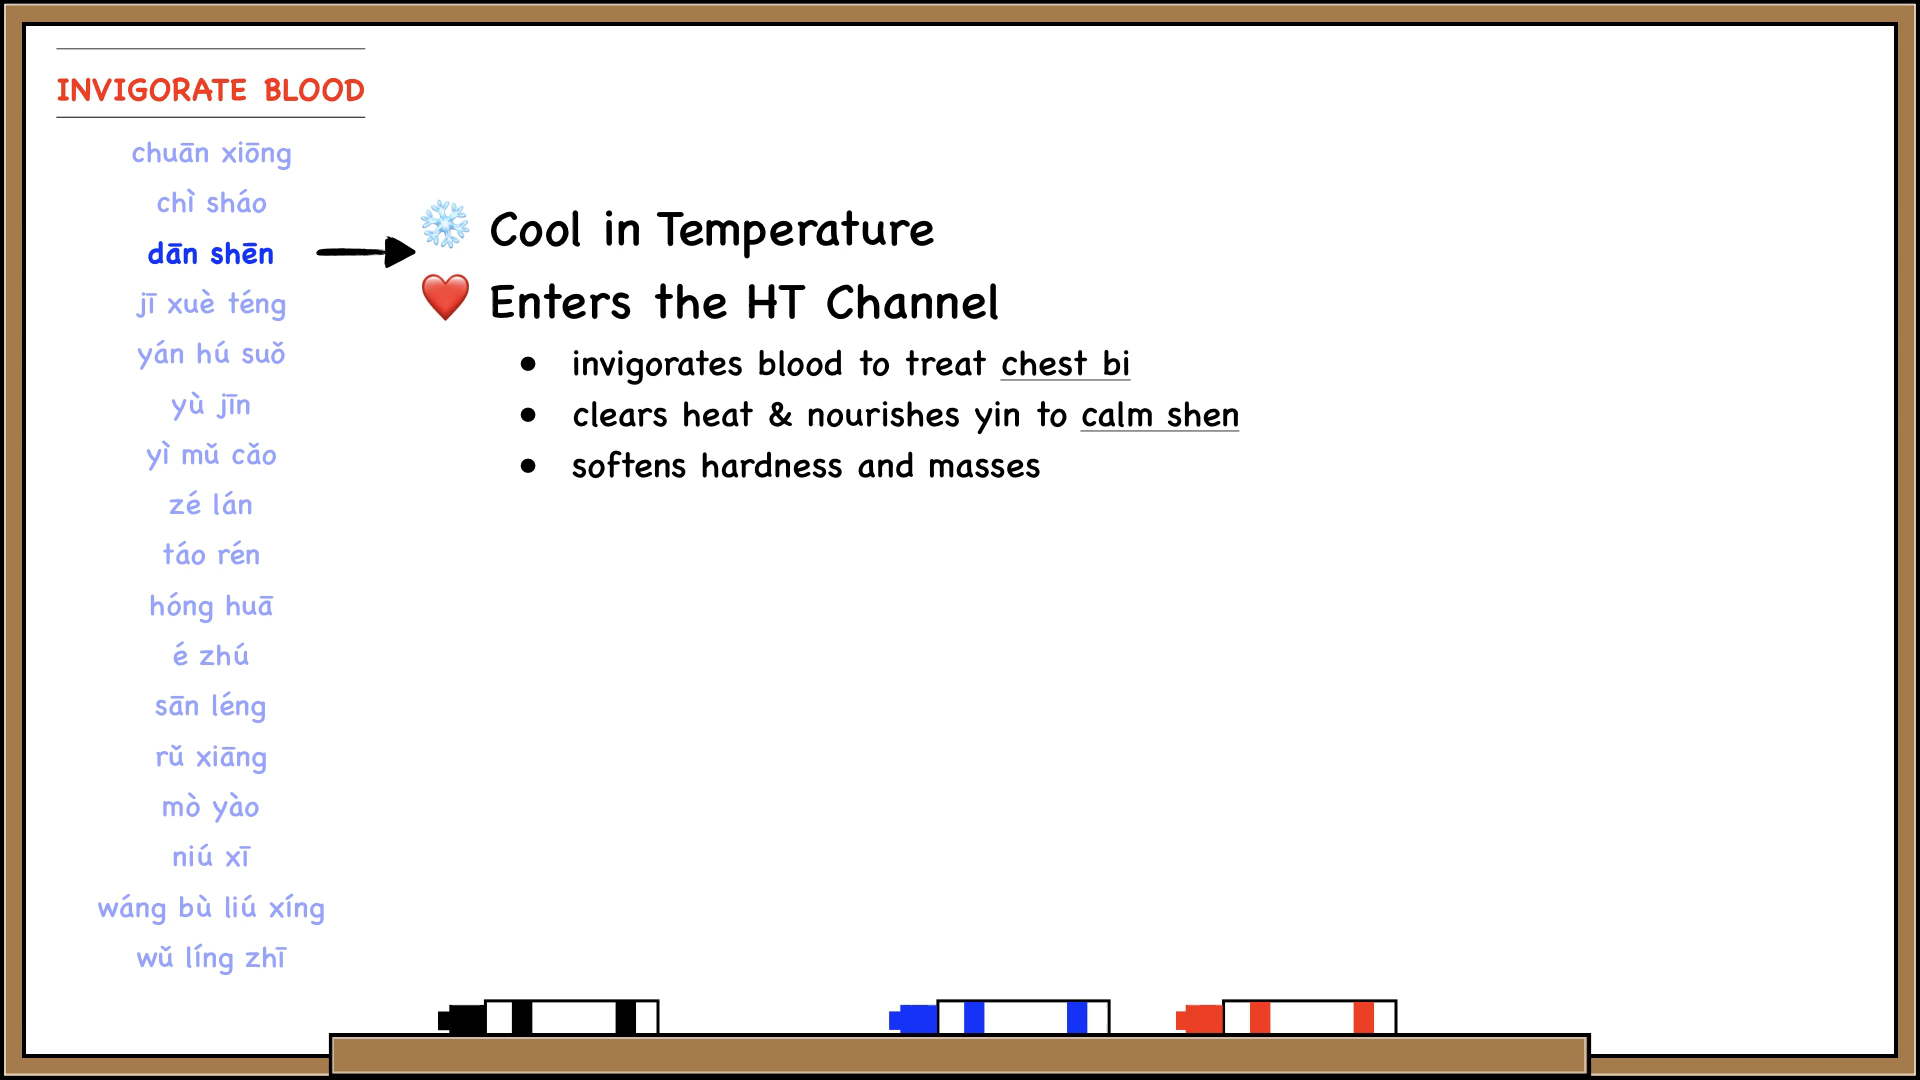 INVIGORATE BLOOD
chuān xiōng
chì sháo
dān shēn
jī xuè téng
yán hú suǒ
yù jīn
yì mǔ cǎo
zé lán
táo rén
hóng huā
é zhú
sān léng
rǔ xiāng
mò yào
niú xī
wáng bù liú xíng
wǔ líng zhī
Cool in Temperature
Enters the HT Channel
• invigorates blood to treat chest bi
• clears heat & nourishes yin to calm shen
• softens hardness and masses